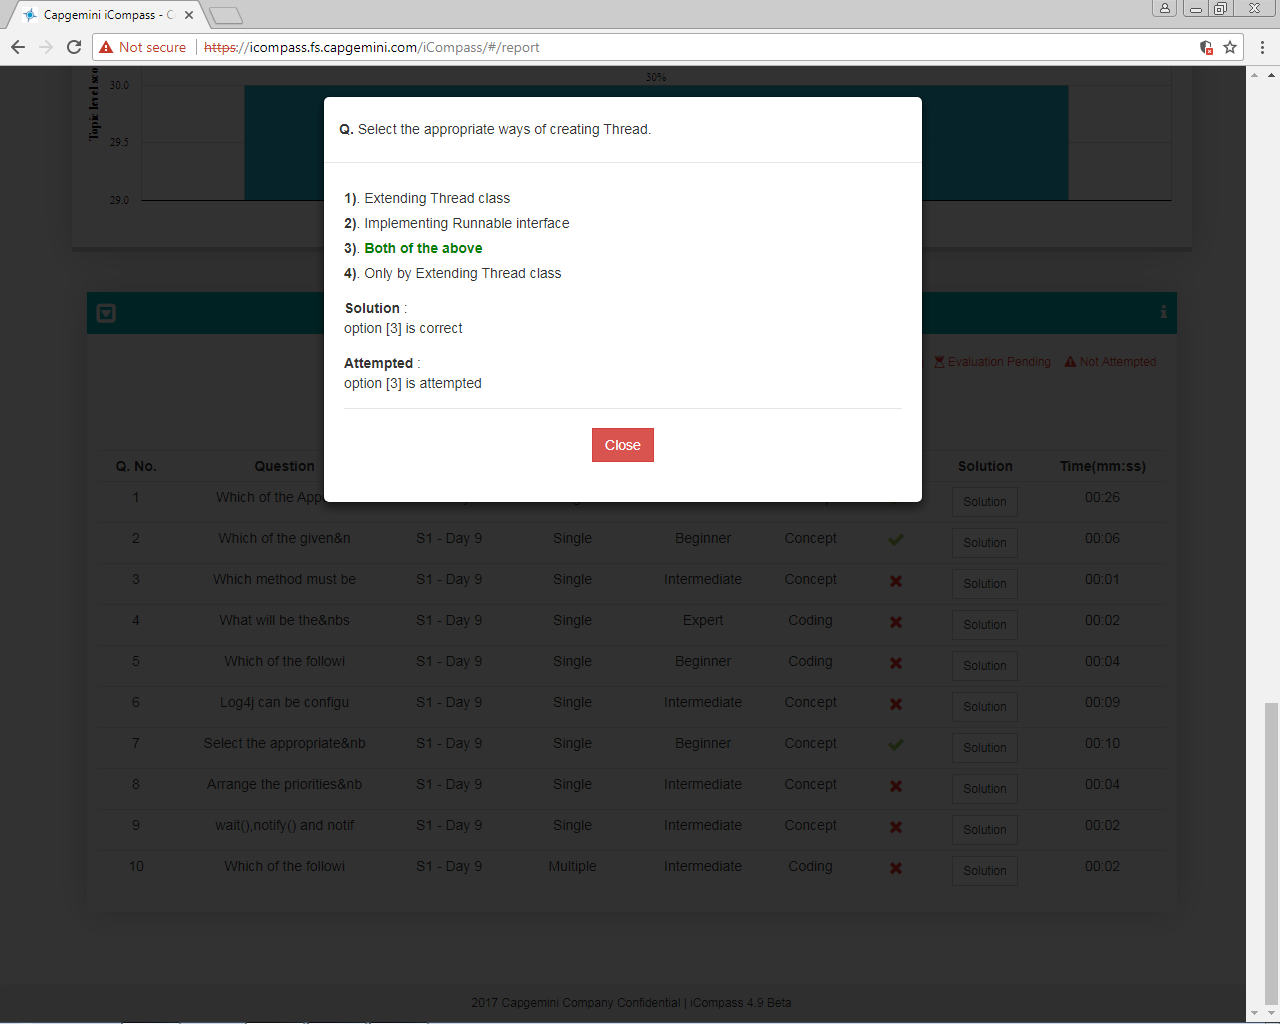 Capgemini iCompass - C
Not secure
https://icompass.fs.capgemini.com/iCompass/#/report
Topic level sco
30%
30.0
29.5
29.0
Q. Select the appropriate ways of creating Thread.
1). Extending Thread class
2). Implementing Runnable interface
3). Both of the above
4). Only by Extending Thread class
Solution :
option [3] is correct
Attempted :
option [3] is attempted
Close
Evaluation Pending Not Attempted
Q. No. Question Solution Time(mm:ss)
1 Which of the App Solution 00:26
2 Which of the given&n S1 - Day 9 Single Beginner Concept Solution 00:06
3 Which method must be S1 - Day 9 Single Intermediate Concept Solution 00:01
4 What will be the&nbs S1 - Day 9 Single Expert Coding Solution 00:02
5 Which of the followi S1 - Day 9 Single Beginner Coding Solution 00:04
6 Log4j can be configu S1 - Day 9 Single Intermediate Concept Solution 00:09
7 Select the appropriate&nb S1 - Day 9 Single Beginner Concept Solution 00:10
8 Arrange the priorities&nb S1 - Day 9 Single Intermediate Concept Solution 00:04
9 wait(),notify() and notif S1 - Day 9 Single Intermediate Concept Solution 00:02
10 Which of the followi S1 - Day 9 Multiple Intermediate Coding Solution 00:02
2017 Capgemini Company Confidential | iCompass 4.9 Beta